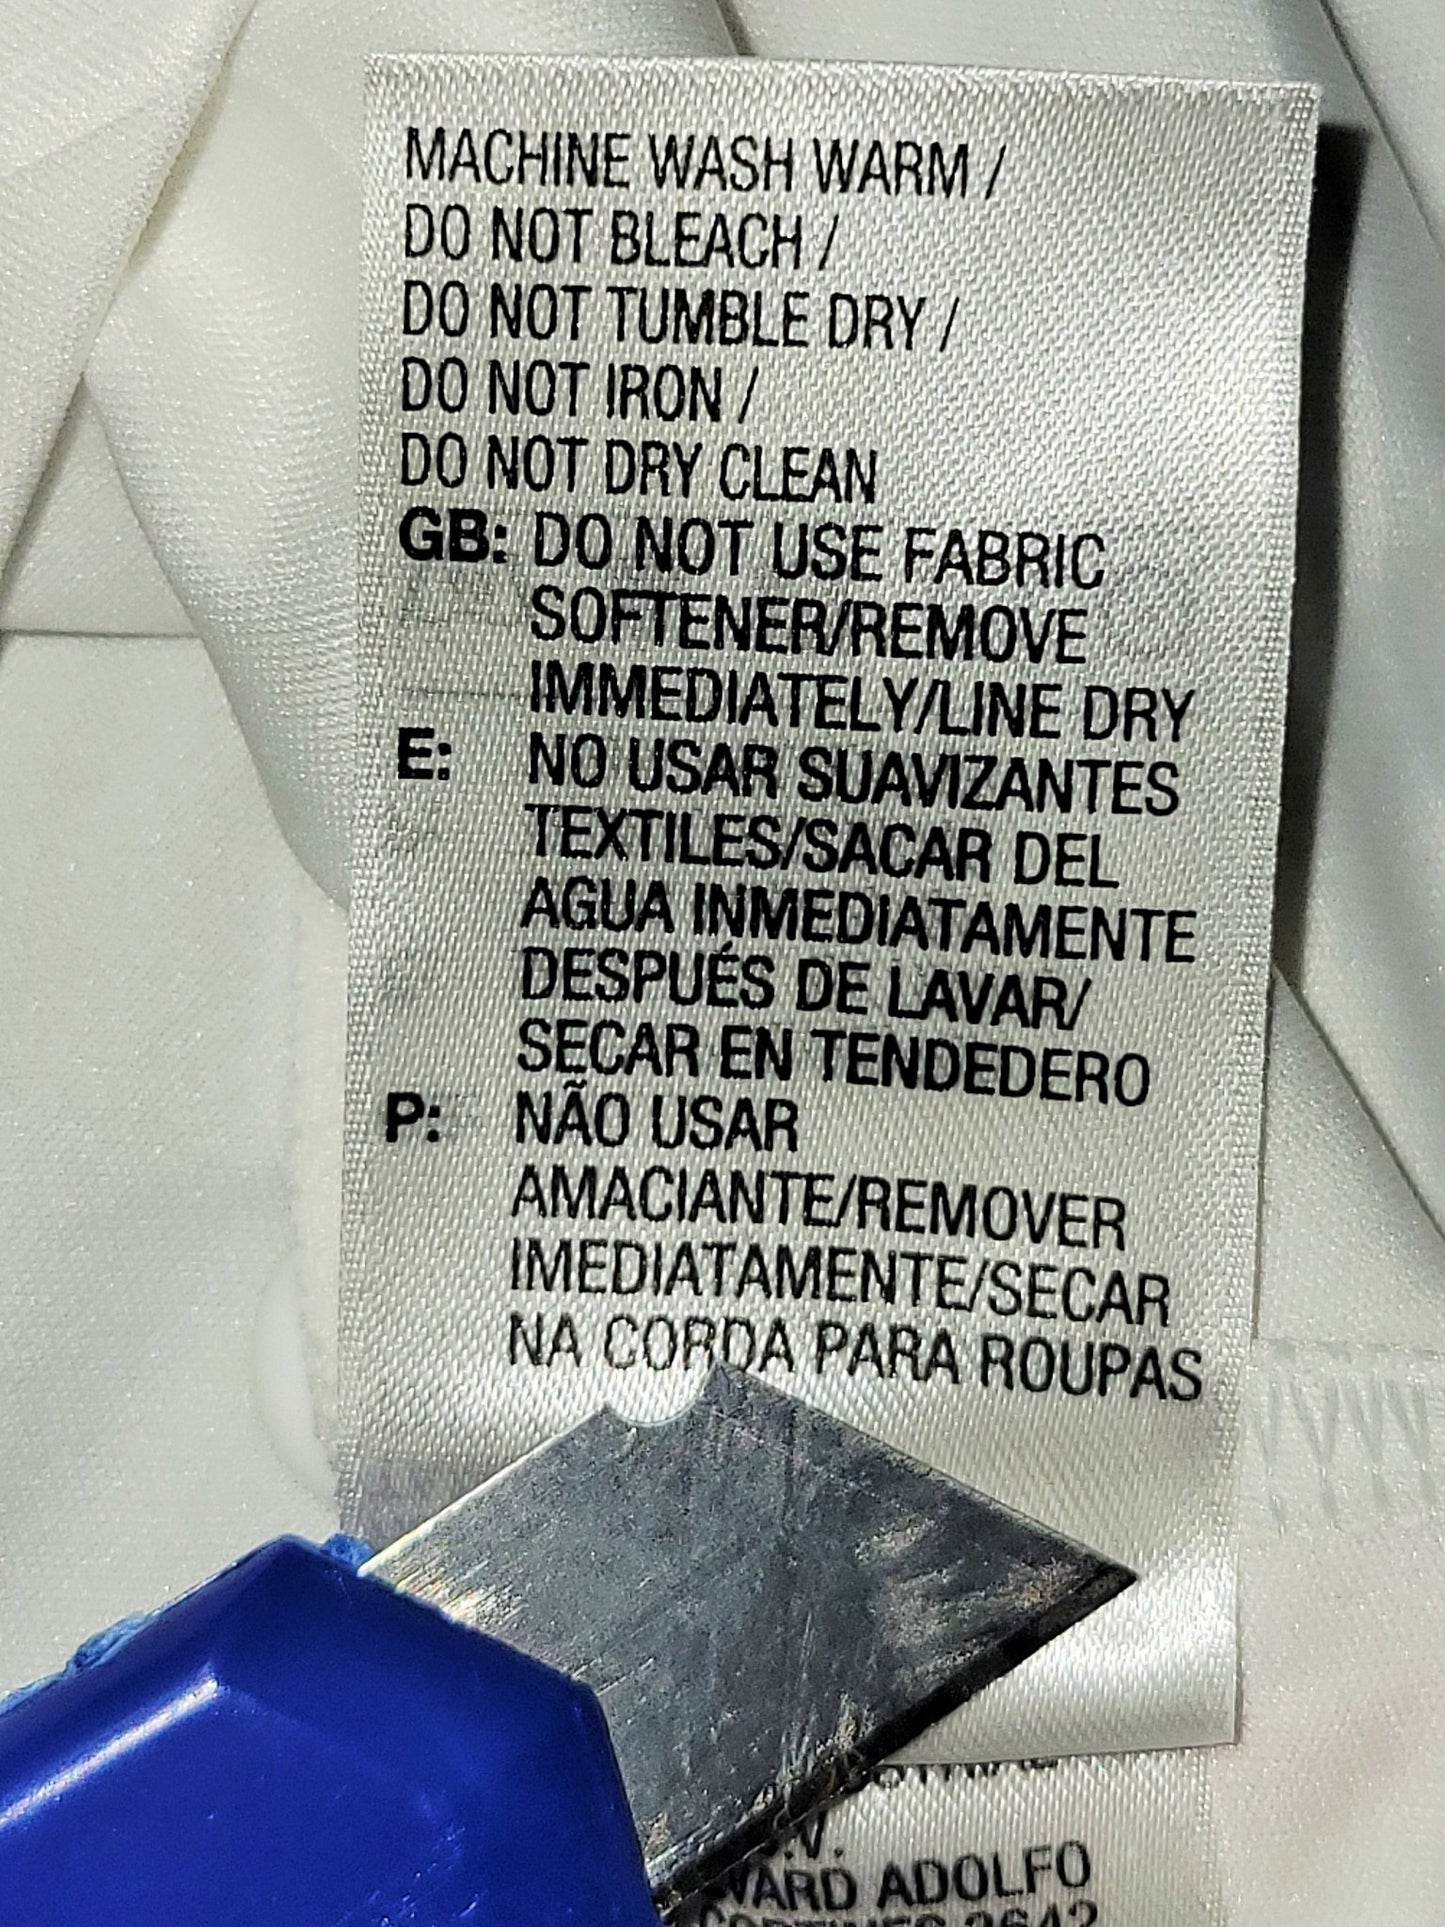 MACHINE WASH WARM /
DO NOT BLEACH /
DO NOT TUMBLE DRY /
DO NOT IRON /
DO NOT DRY CLEAN
GB: DO NOT USE FABRIC
SOFTENER/REMOVE
IMMEDIATELY/LINE DRY
E: NO USAR SUAVIZANTES
TEXTILES/SACAR DEL
AGUA INMEDIATAMENTE
DESPUÉS DE LAVAR/
SECAR EN TENDEDERO
P: NÃO USAR
AMACIANTE/REMOVER
IMEDIATAMENTE/SECAR
NA CORDA PARA ROUPAS
ADOLFO
2642